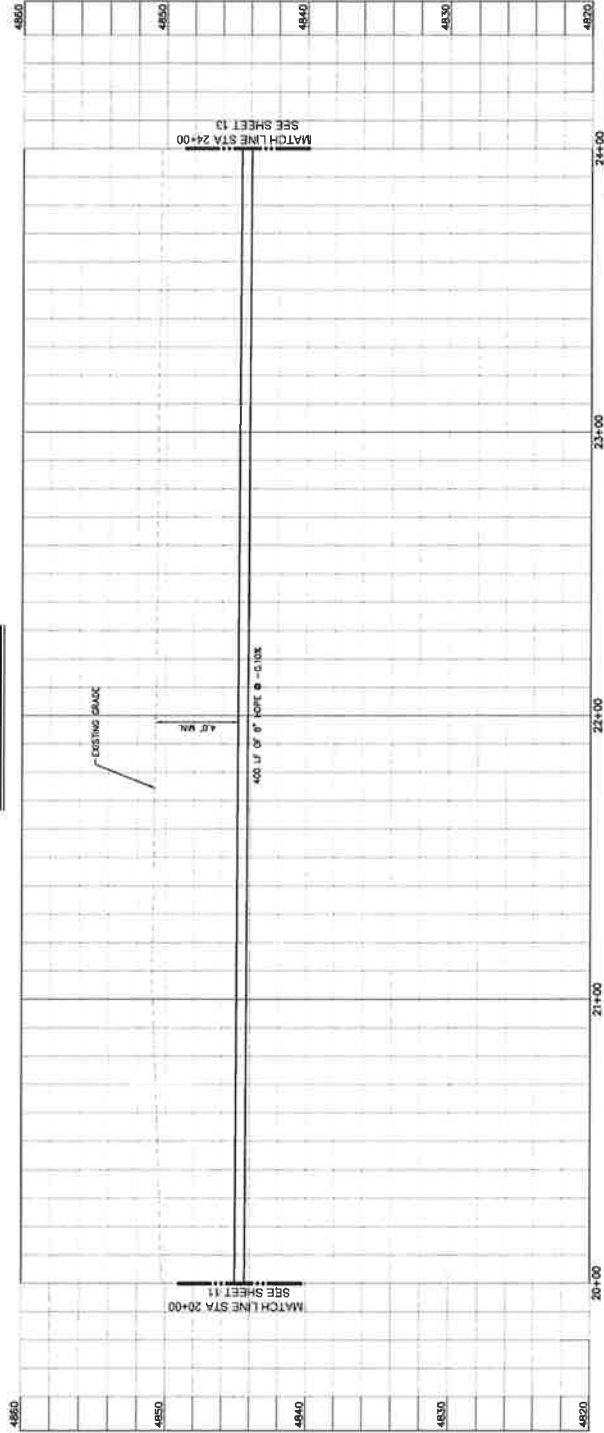 4860
4850
4840
4830
4820
MATCH LINE STA 24+00
SEE SHEET 13
EXISTING GRADE
4.0' MIN.
400 LF OF 8" HDPE @ -0.10%
MATCH LINE STA 20+00
SEE SHEET 11
20+00
21+00
22+00
23+00
24+00
4860
4850
4840
4830
4820